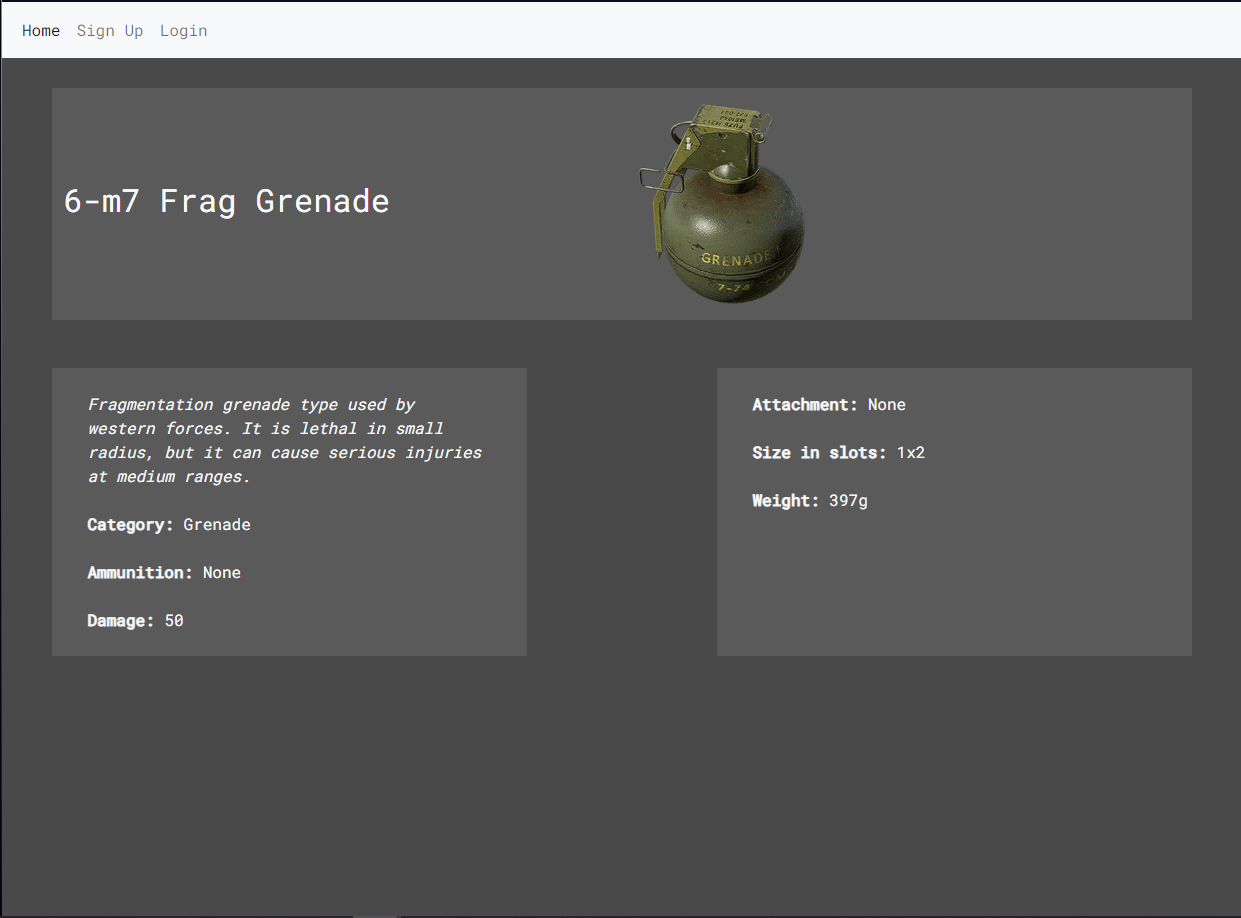 Home Sign Up Login
6-m7 Frag Grenade
GRENADE
7-74
Fragmentation grenade type used by
western forces. It is lethal in small
radius, but it can cause serious injuries
at medium ranges.
Category: Grenade
Ammunition: None
Damage: 50
Attachment: None
Size in slots: 1x2
Weight: 397g